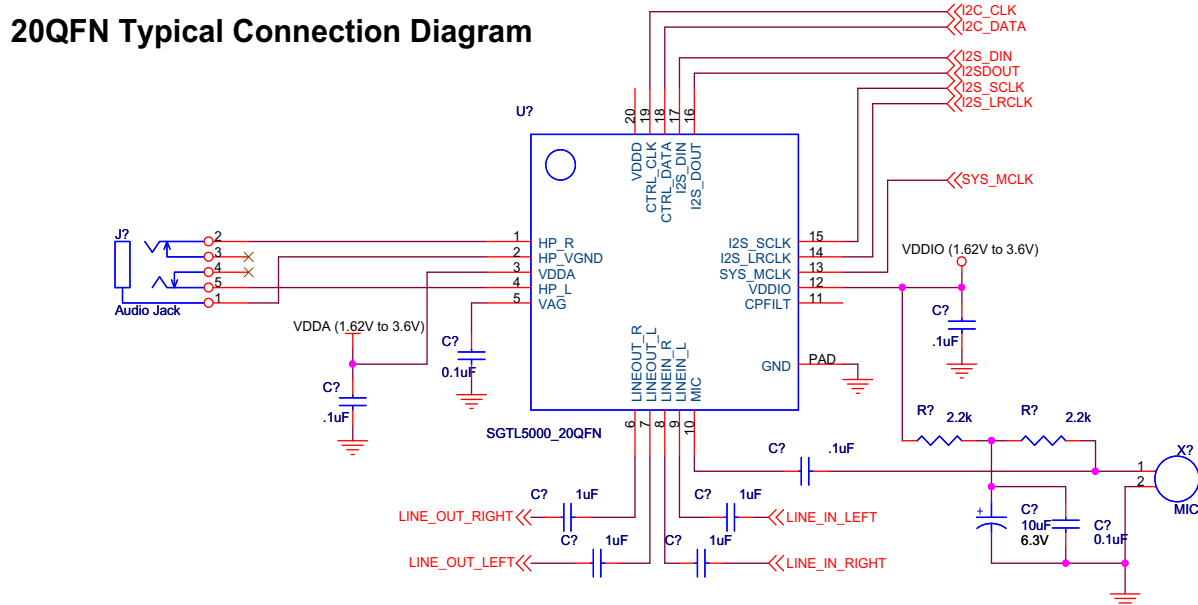 20QFN Typical Connection Diagram
I2C_CLK
I2C_DATA
I2S_DIN
I2SDOUT
I2S_SCLK
I2S_LRCLK
SYS_MCLK
U?
20 19 18 17 16
VDDD
CTRL_CLK
CTRL_DATA
I2S_DIN
I2S_DOUT
J?
2
3
4
5
1
Audio Jack
1 HP_R
2 HP_VGND
3 VDDA
4 HP_L
5 VAG
I2S_SCLK 15
I2S_LRCLK 14
SYS_MCLK 13
VDDIO 12
CPFILT 11
GND PAD
VDDIO (1.62V to 3.6V)
C?
.1uF
VDDA (1.62V to 3.6V)
C?
.1uF
C?
0.1uF
LINEOUT_R
LINEOUT_L
LINEIN_R
LINEIN_L
MIC
6 7 8 9 10
SGTL5000_20QFN
R? 2.2k
R? 2.2k
C? .1uF
X?
1
2
MIC
C? 1uF
LINE_OUT_RIGHT
C? 1uF
LINE_OUT_LEFT
C? 1uF
LINE_IN_LEFT
C? 1uF
LINE_IN_RIGHT
+
C?
10uF
6.3V
C?
0.1uF